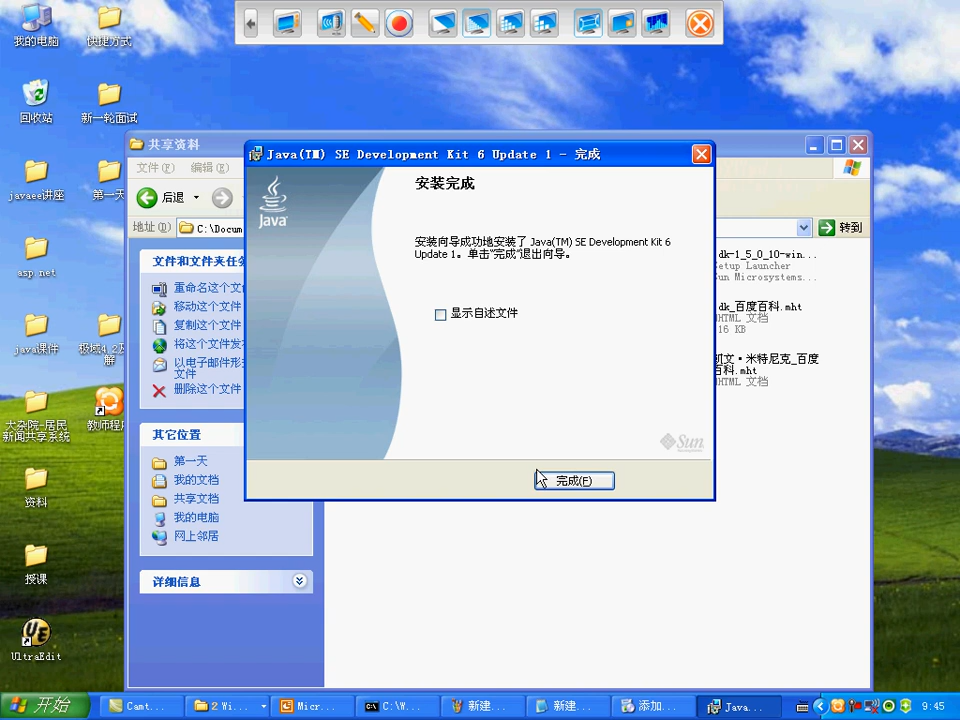 我的电脑
快捷方式
回收站
新一轮面试
javaee讲座
第一天
asp.net
java课件
极域4.2及
解
大杂院-居民
新闻共享系统
教师程序
资料
授课
UltraEdit
共享资料
文件(F) 编辑(E)
后退
地址(D) C:\Docum
转到
文件和文件夹任务
重命名这个文
移动这个文件
复制这个文件
将这个文件发
以电子邮件形
文件
删除这个文件
其它位置
第一天
我的文档
共享文档
我的电脑
网上邻居
详细信息
dk-1_5_0_10-win...
Setup Launcher
Sun Microsystems...
dk_百度百科.mht
MHTML 文档
16 KB
凯文·米特尼克_百度
百科.mht
MHTML 文档
Java(TM) SE Development Kit 6 Update 1 - 完成
Java
安装完成
安装向导成功地安装了 Java(TM) SE Development Kit 6
Update 1。单击“完成”退出向导。
显示自述文件
Sun
完成(F)
开始 Camt... 2 Wi... Micr... C:\W... 新建... 新建... 添加... Java... 9:45